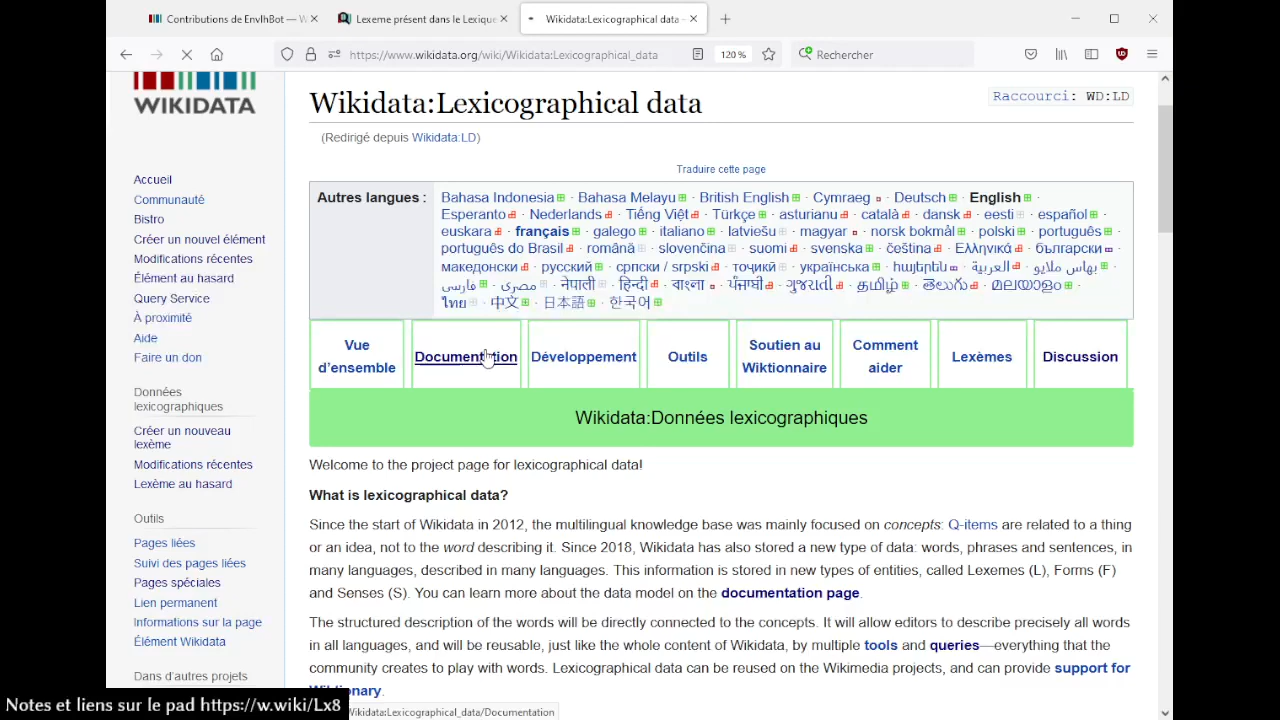 Contributions de EnvlhBot — W
Lexeme présent dans le Lexique
Wikidata:Lexicographical data
https://www.wikidata.org/wiki/Wikidata:Lexicographical_data
120 %
Rechercher
WIKIDATA
Accueil
Communauté
Bistro
Créer un nouvel élément
Modifications récentes
Élément au hasard
Query Service
À proximité
Aide
Faire un don
Données
lexicographiques
Créer un nouveau
lexème
Modifications récentes
Lexème au hasard
Outils
Pages liées
Suivi des pages liées
Pages spéciales
Lien permanent
Informations sur la page
Élément Wikidata
Dans d'autres projets
Wikidata:Lexicographical data
Raccourci: WD:LD
(Redirigé depuis Wikidata:LD)
Traduire cette page
Autres langues :
Bahasa Indonesia · Bahasa Melayu · British English · Cymraeg · Deutsch · English ·
Esperanto · Nederlands · Tiếng Việt · Türkçe · asturianu · català · dansk · eesti · español ·
euskara · français · galego · italiano · latviešu · magyar · norsk bokmål · polski · português ·
português do Brasil · română · slovenčina · suomi · svenska · čeština · Ελληνικά · български ·
македонски · русский · српски / srpski · тоҷикӣ · українська · հայերեն · العربية · بهاس ملايو ·
فارسی · مصرى · नेपाली · हिन्दी · বাংলা · ਪੰਜਾਬੀ · ગુજરાતી · தமிழ் · తెలుగు · മലയാളം ·
ไทย · 中文 · 日本語 · 한국어
Vue
d'ensemble
Documentation
Développement
Outils
Soutien au
Wiktionnaire
Comment
aider
Lexèmes
Discussion
Wikidata:Données lexicographiques
Welcome to the project page for lexicographical data!
What is lexicographical data?
Since the start of Wikidata in 2012, the multilingual knowledge base was mainly focused on concepts: Q-items are related to a thing
or an idea, not to the word describing it. Since 2018, Wikidata has also stored a new type of data: words, phrases and sentences, in
many languages, described in many languages. This information is stored in new types of entities, called Lexemes (L), Forms (F)
and Senses (S). You can learn more about the data model on the documentation page.
The structured description of the words will be directly connected to the concepts. It will allow editors to describe precisely all words
in all languages, and will be reusable, just like the whole content of Wikidata, by multiple tools and queries—everything that the
community creates to play with words. Lexicographical data can be reused on the Wikimedia projects, and can provide support for
Wiktionary.
Notes et liens sur le pad https://w.wiki/Lx8
Wikidata:Lexicographical_data/Documentation